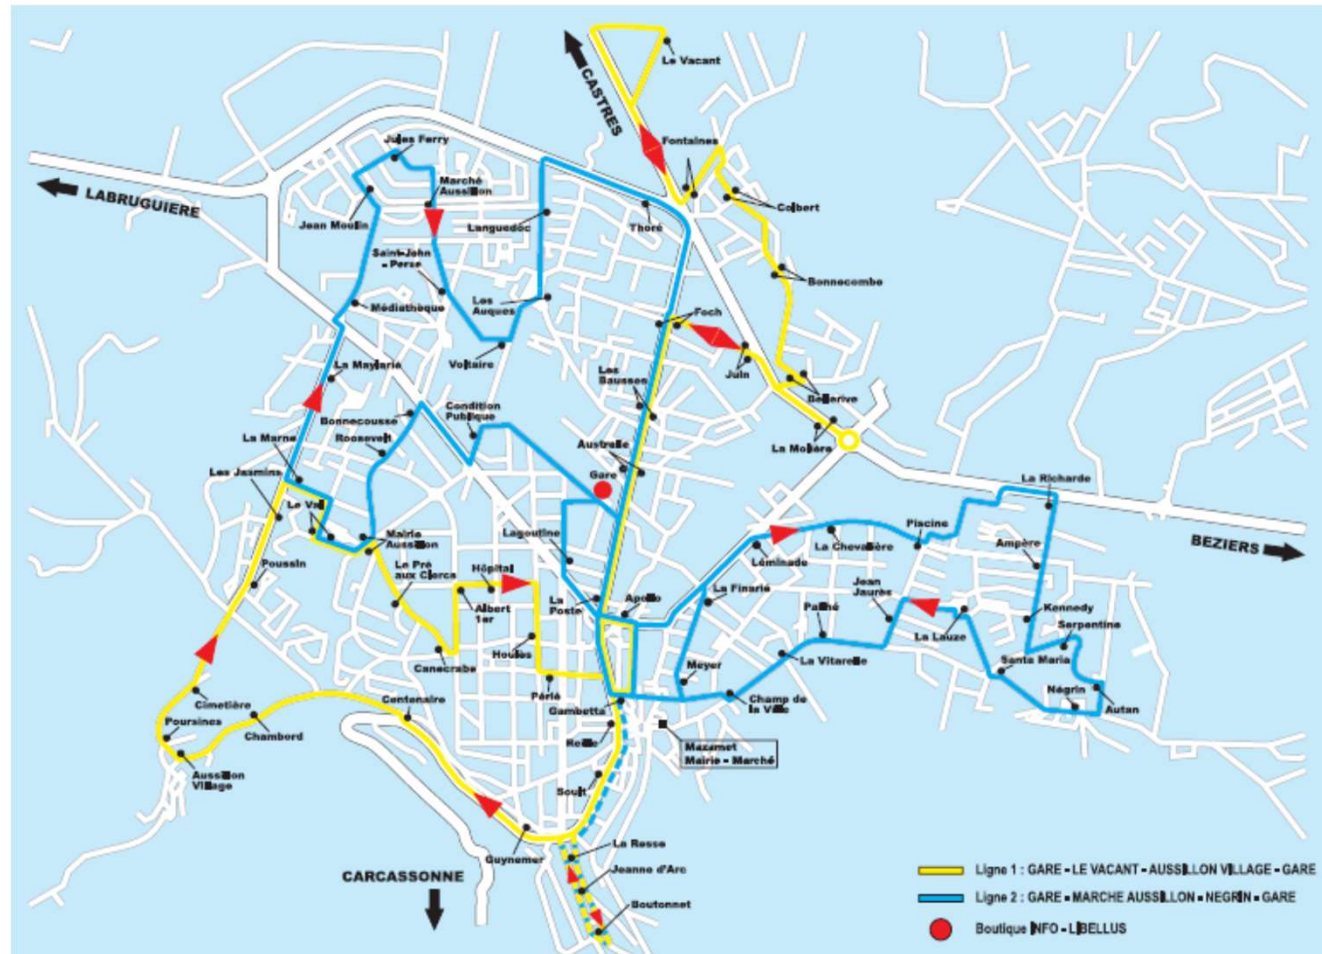 Le Vacant
CASTRES
Fontaines
Jules Ferry
Marché
Aussillon
LABRUGUIERE
Colbert
Jean Moulin
Languedoc
Thoré
Saint-John
- Perse
Bonnecombe
Les
Auques
Médiathèque
Foch
Voltaire
Juin
La Maylarié
Les
Bausses
Bellerive
Bonnecousse
Condition
Publique
La Molière
La Marne
Roosevelt
Australie
Les Jasmins
Gare
La Richarde
Le Val
Piscine
Lagoutine
Mairie
Aussillon
La Chevalière
Ampère
BEZIERS
Léminade
Le Pré
aux Clercs
Hôpital
Poussin
La Finarié
Jean
Jaurès
Albert
1er
La
Poste
Apollo
Pathé
Kennedy
Serpentine
La Lauze
Houlès
Canecrabe
La Vitarelle
Santa Maria
Meyer
Périé
Négrin
Cimetière
Centenaire
Gambetta
Champ de
la Ville
Autan
Poursines
Chambord
Reille
Mazamet
Mairie - Marché
Aussillon
Village
Soult
Guynemer
La Resse
Jeanne d'Arc
CARCASSONNE
Boutonnet
Ligne 1 : GARE - LE VACANT - AUSSILLON VILLAGE - GARE
Ligne 2 : GARE - MARCHE AUSSILLON - NEGRIN - GARE
Boutique INFO - LIBELLUS